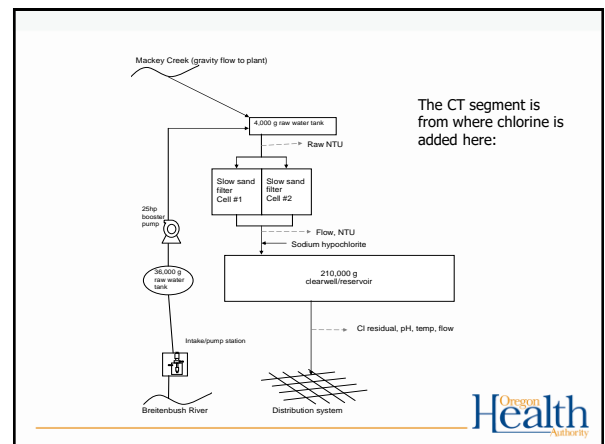 Mackey Creek (gravity flow to plant)
The CT segment is
from where chlorine is
added here:
4,000 g raw water tank
Raw NTU
Slow sand
filter
Cell #1
Slow sand
filter
Cell #2
25hp
booster
pump
Flow, NTU
Sodium hypochlorite
36,000 g
raw water
tank
210,000 g
clearwell/reservoir
Cl residual, pH, temp, flow
Intake/pump station
Breitenbush River
Distribution system
Oregon
Health
Authority